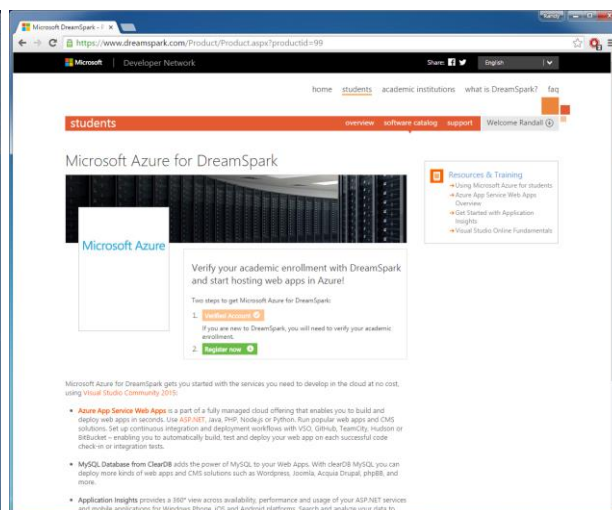 Microsoft DreamSpark - S
Randy
https://www.dreamspark.com/Product/Product.aspx?productid=99
Microsoft | Developer Network
Share:
English
home students academic institutions what is DreamSpark? faq
students
overview software catalog support
Welcome Randall
Microsoft Azure for DreamSpark
Microsoft Azure
Resources & Training
Using Microsoft Azure for students
Azure App Service Web Apps
Overview
Get Started with Application
Insights
Visual Studio Online Fundamentals
Verify your academic enrollment with DreamSpark
and start hosting web apps in Azure!
Two steps to get Microsoft Azure for DreamSpark:
1. Verified Account
If you are new to DreamSpark, you will need to verify your academic
enrollment.
2. Register now
Microsoft Azure for DreamSpark gets you started with the services you need to develop in the cloud at no cost,
using Visual Studio Community 2015:
• Azure App Service Web Apps is a part of a fully managed cloud offering that enables you to build and
deploy web apps in seconds. Use ASP.NET, Java, PHP, Node.js or Python. Run popular web apps and CMS
solutions. Set up continuous integration and deployment workflows with VSO, GitHub, TeamCity, Hudson or
BitBucket – enabling you to automatically build, test and deploy your web app on each successful code
check-in or integration tests.
• MySQL Database from ClearDB adds the power of MySQL to your Web Apps. With clearDB MySQL you can
deploy more kinds of web apps and CMS solutions such as Wordpress, Joomla, Acquia Drupal, phpBB, and
more.
• Application Insights provides a 360° view across availability, performance and usage of your ASP.NET services
and mobile applications for Windows Phone, iOS and Android platforms. Search and analyze your data to